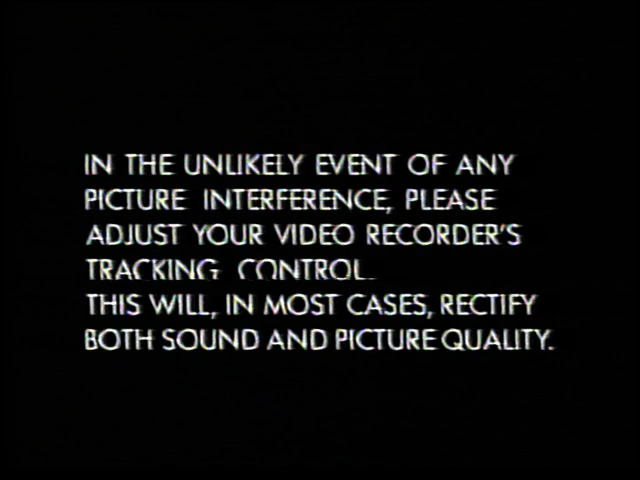 IN THE UNLIKELY EVENT OF ANY
PICTURE INTERFERENCE, PLEASE
ADJUST YOUR VIDEO RECORDER'S
TRACKING CONTROL.
THIS WILL, IN MOST CASES, RECTIFY
BOTH SOUND AND PICTURE QUALITY.